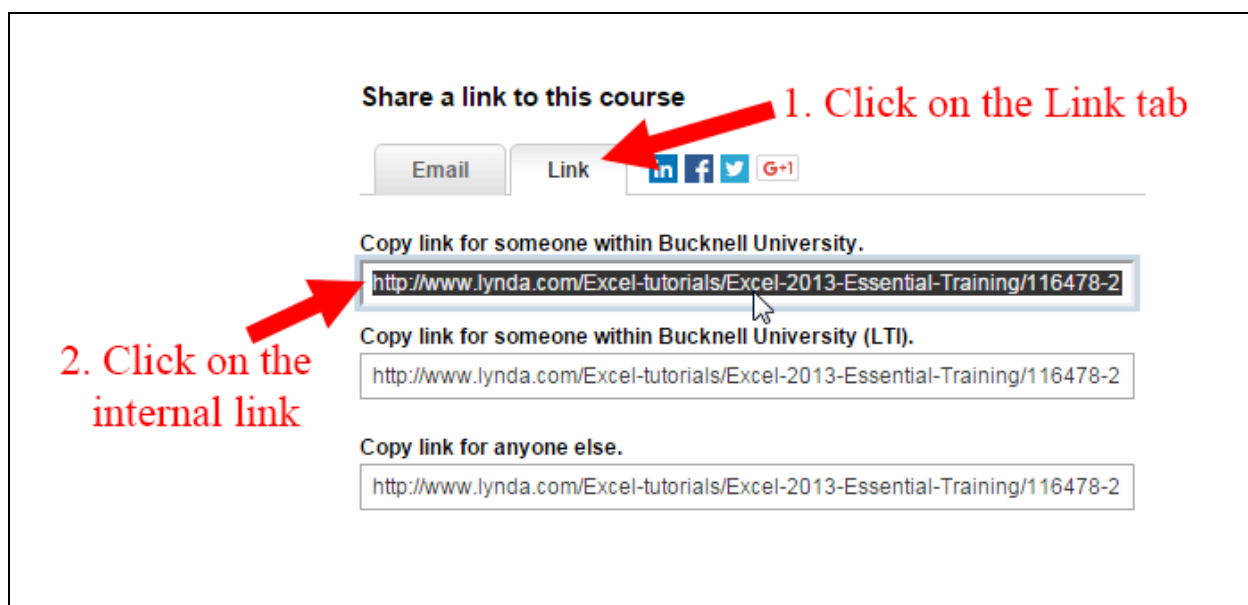 Share a link to this course
1. Click on the Link tab
Email
Link
in f G+1
Copy link for someone within Bucknell University.
http://www.lynda.com/Excel-tutorials/Excel-2013-Essential-Training/116478-2
Copy link for someone within Bucknell University (LTI).
2. Click on the
internal link
http://www.lynda.com/Excel-tutorials/Excel-2013-Essential-Training/116478-2
Copy link for anyone else.
http://www.lynda.com/Excel-tutorials/Excel-2013-Essential-Training/116478-2